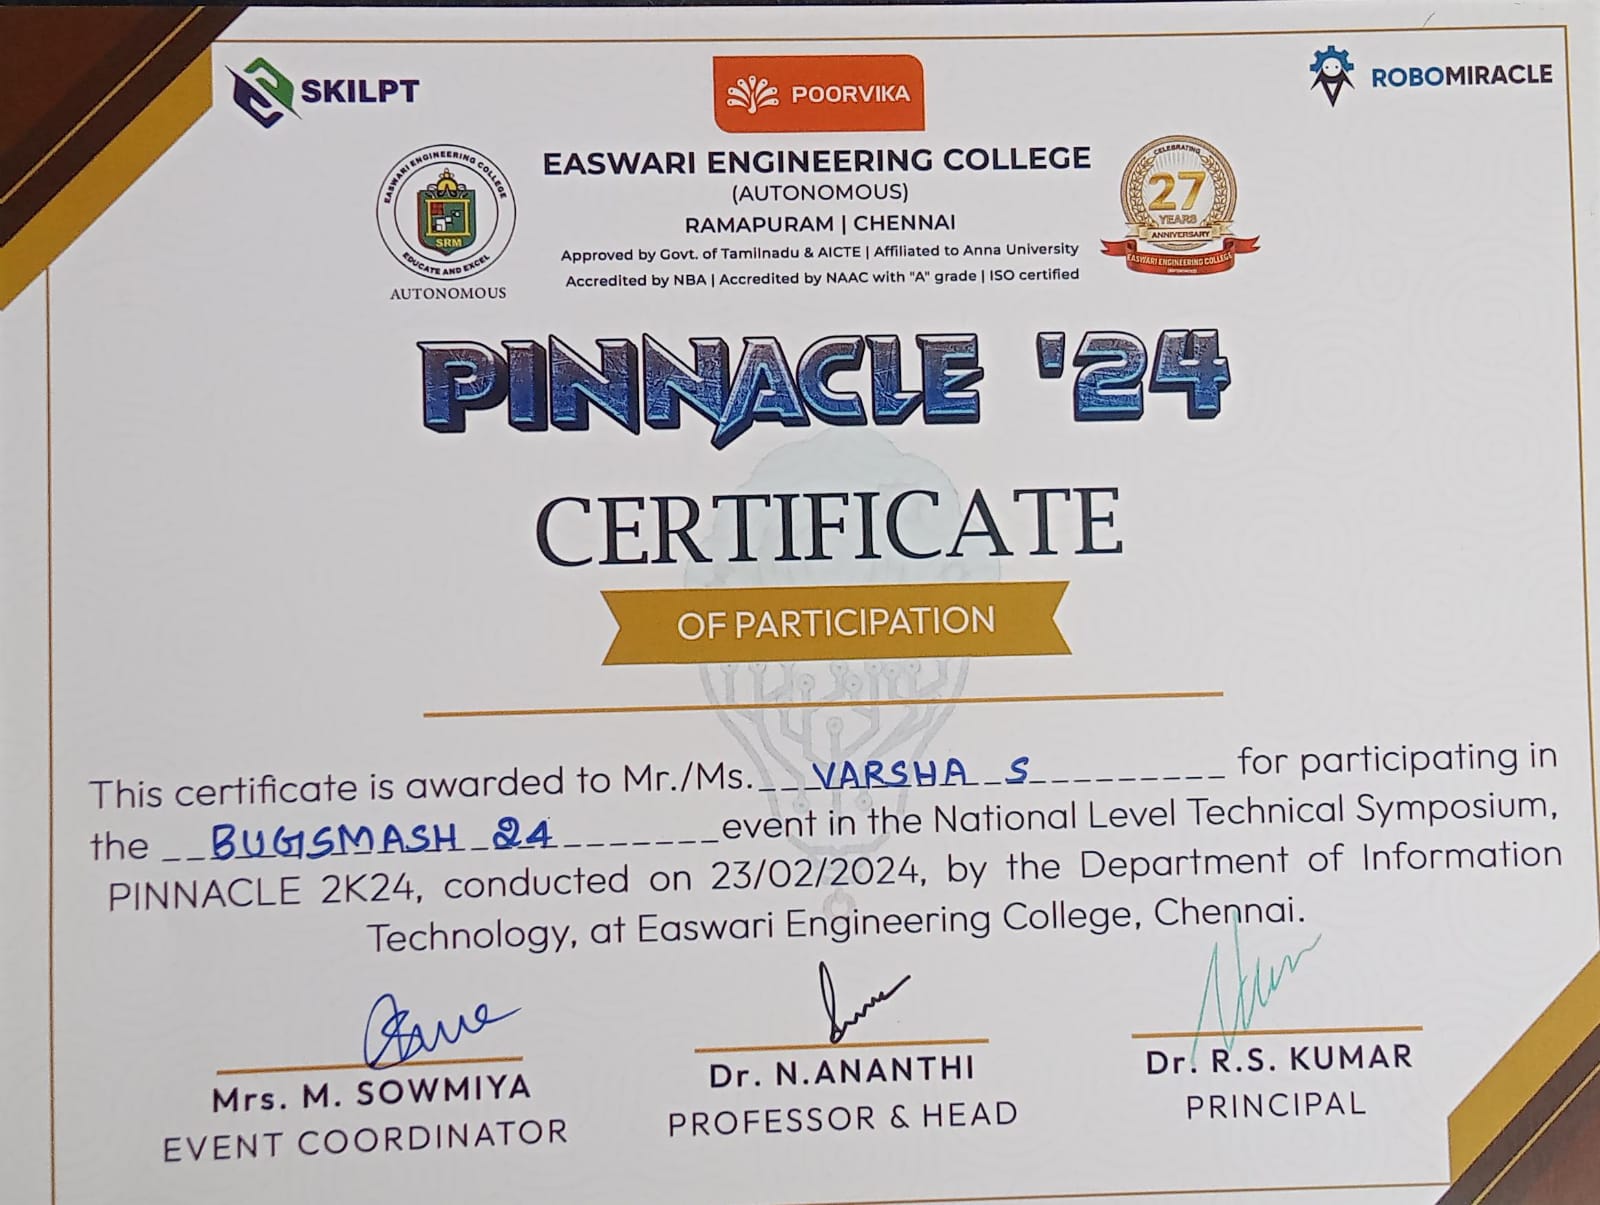 SKILPT
POORVIKA
ROBOMIRACLE
EASWARI ENGINEERING COLLEGE
EDUCATE AND EXCEL
SRM
AUTONOMOUS
EASWARI ENGINEERING COLLEGE
(AUTONOMOUS)
RAMAPURAM | CHENNAI
Approved by Govt. of Tamilnadu & AICTE | Affiliated to Anna University
Accredited by NBA | Accredited by NAAC with "A" grade | ISO certified
CELEBRATING
27
YEARS
ANNIVERSARY
EASWARI ENGINEERING COLLEGE
PINNACLE '24
CERTIFICATE
OF PARTICIPATION
This certificate is awarded to Mr./Ms. VARSHA S for participating in
the BUGSMASH 24 event in the National Level Technical Symposium,
PINNACLE 2K24, conducted on 23/02/2024, by the Department of Information
Technology, at Easwari Engineering College, Chennai.
Mrs. M. SOWMIYA
EVENT COORDINATOR
Dr. N.ANANTHI
PROFESSOR & HEAD
Dr. R.S. KUMAR
PRINCIPAL